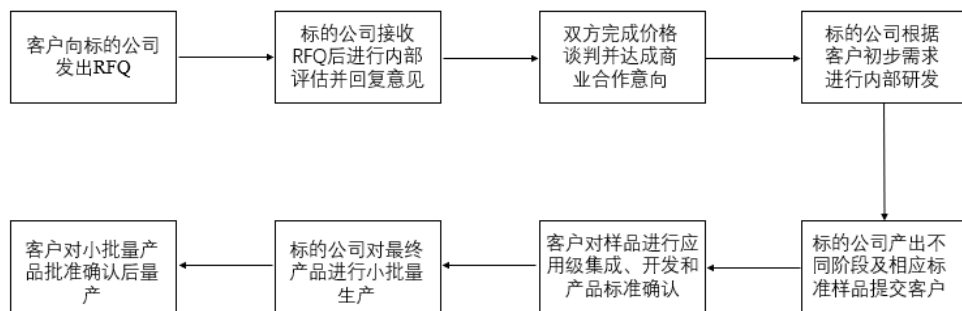 客户向标的公司
发出RFQ
标的公司接收
RFQ后进行内部
评估并回复意见
双方完成价格
谈判并达成商
业合作意向
标的公司根据
客户初步需求
进行内部研发
标的公司产出不
同阶段及相应标
准样品提交客户
客户对样品进行应
用级集成、开发和
产品标准确认
标的公司对最终
产品进行小批量
生产
客户对小批量产
品批准确认后量
产